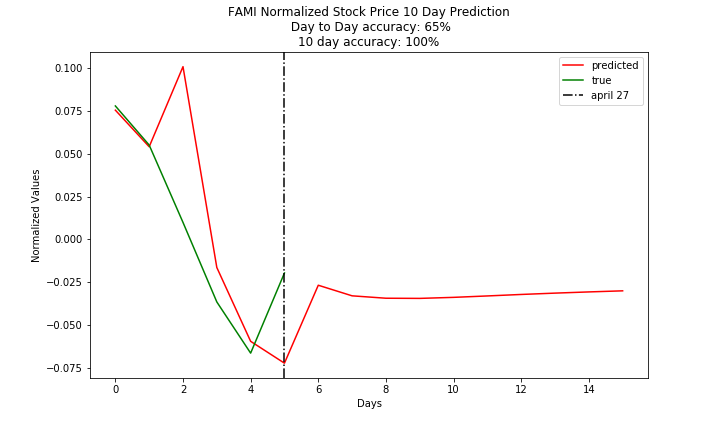 FAMI Normalized Stock Price 10 Day Prediction
Day to Day accuracy: 65%
10 day accuracy: 100%
predicted
true
april 27
0.100
0.075
0.050
0.025
0.000
−0.025
−0.050
−0.075
Normalized Values
0 2 4 6 8 10 12 14
Days